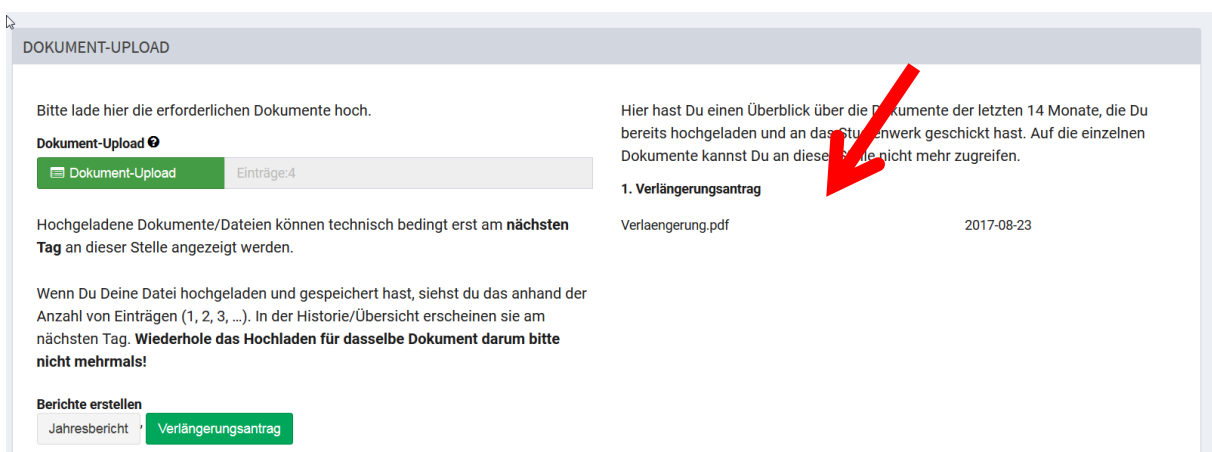 DOKUMENT-UPLOAD
Bitte lade hier die erforderlichen Dokumente hoch.
Dokument-Upload
Dokument-Upload
Einträge:4
Hochgeladene Dokumente/Dateien können technisch bedingt erst am nächsten
Tag an dieser Stelle angezeigt werden.
Wenn Du Deine Datei hochgeladen und gespeichert hast, siehst du das anhand der
Anzahl von Einträgen (1, 2, 3, ...). In der Historie/Übersicht erscheinen sie am
nächsten Tag. Wiederhole das Hochladen für dasselbe Dokument darum bitte
nicht mehrmals!
Berichte erstellen
Jahresbericht
Verlängerungsantrag
Hier hast Du einen Überblick über die Dokumente der letzten 14 Monate, die Du
bereits hochgeladen und an das Studienwerk geschickt hast. Auf die einzelnen
Dokumente kannst Du an dieser Stelle nicht mehr zugreifen.
1. Verlängerungsantrag
Verlaengerung.pdf 2017-08-23